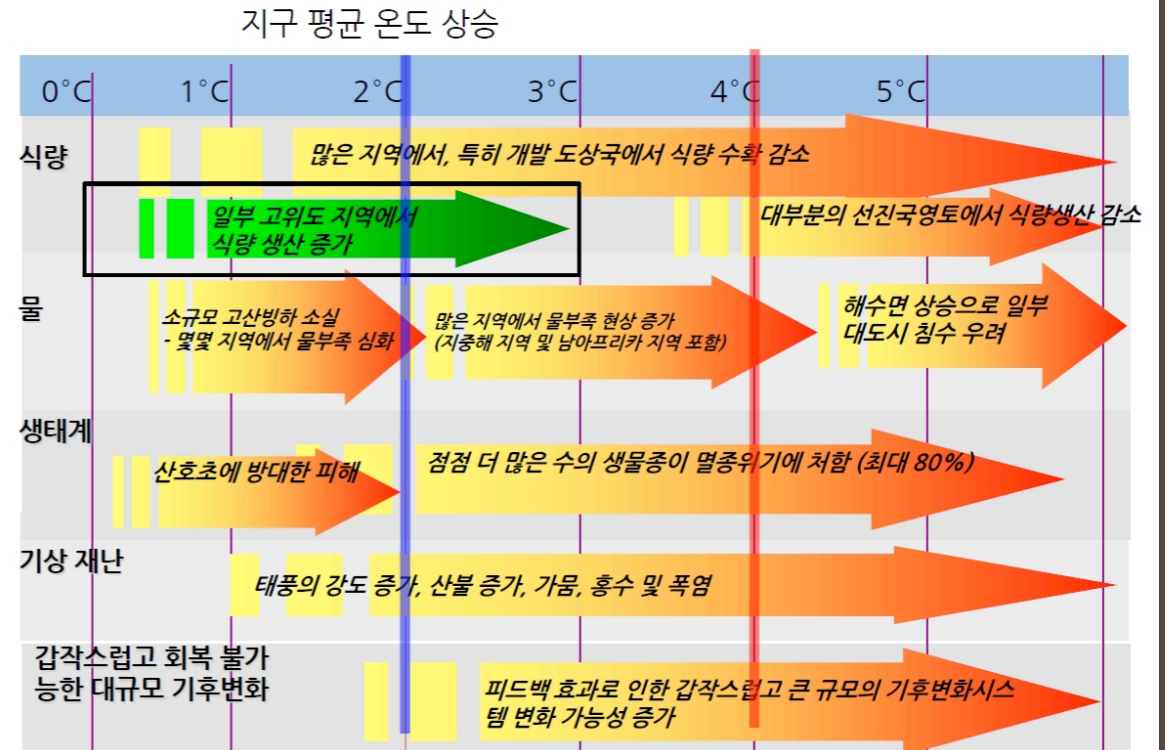 지구 평균 온도 상승
0°C 1°C 2°C 3°C 4°C 5°C
식량
많은 지역에서, 특히 개발 도상국에서 식량 수확 감소
일부 고위도 지역에서
식량 생산 증가
대부분의 선진국영토에서 식량생산 감소
물
소규모 고산빙하 소실
- 몇몇 지역에서 물부족 심화
많은 지역에서 물부족 현상 증가
(지중해 지역 및 남아프리카 지역 포함)
해수면 상승으로 일부
대도시 침수 우려
생태계
산호초에 방대한 피해
점점 더 많은 수의 생물종이 멸종위기에 처함 (최대 80%)
기상 재난
태풍의 강도 증가, 산불 증가, 가뭄, 홍수 및 폭염
갑작스럽고 회복 불가
능한 대규모 기후변화
피드백 효과로 인한 갑작스럽고 큰 규모의 기후변화시스
템 변화 가능성 증가